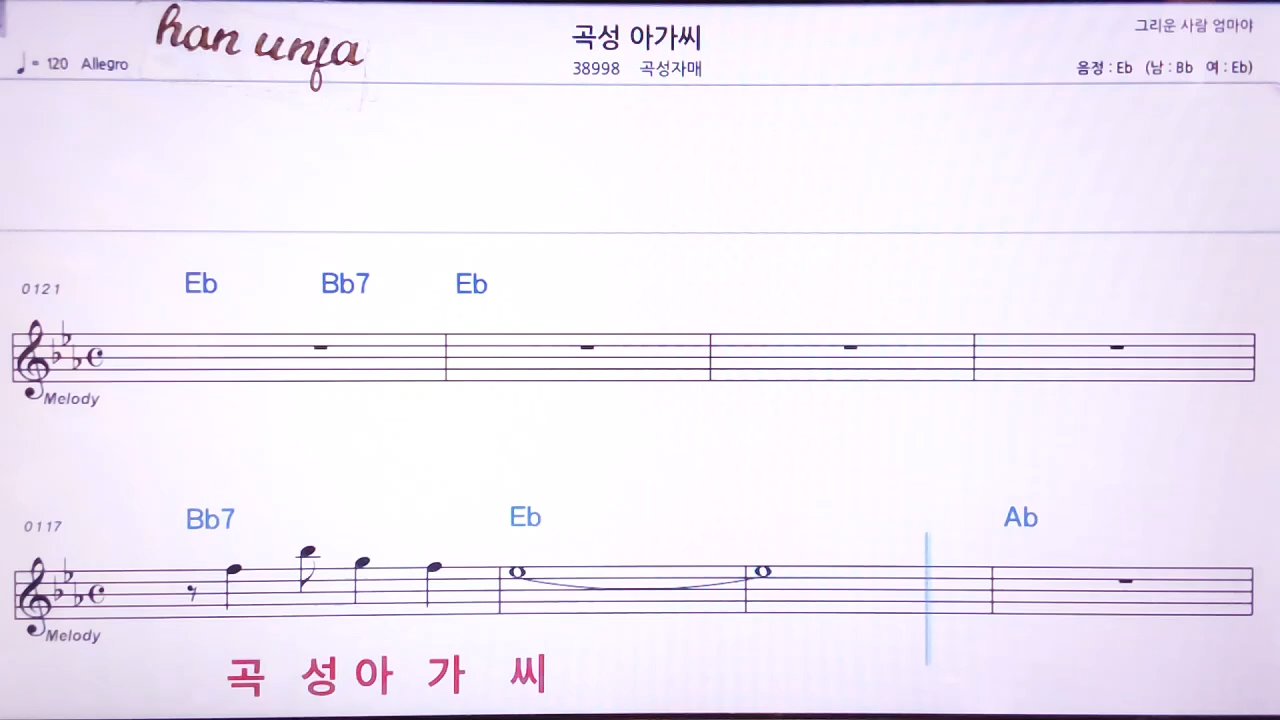 han unja
곡성 아가씨
그리운 사람 엄마야
♩= 120 Allegro
38998 곡성자매
음정 : Eb (남 : Bb 여 : Eb)
0121
Eb Bb7 Eb
Melody
0117
Bb7 Eb Ab
Melody
곡 성 아 가 씨